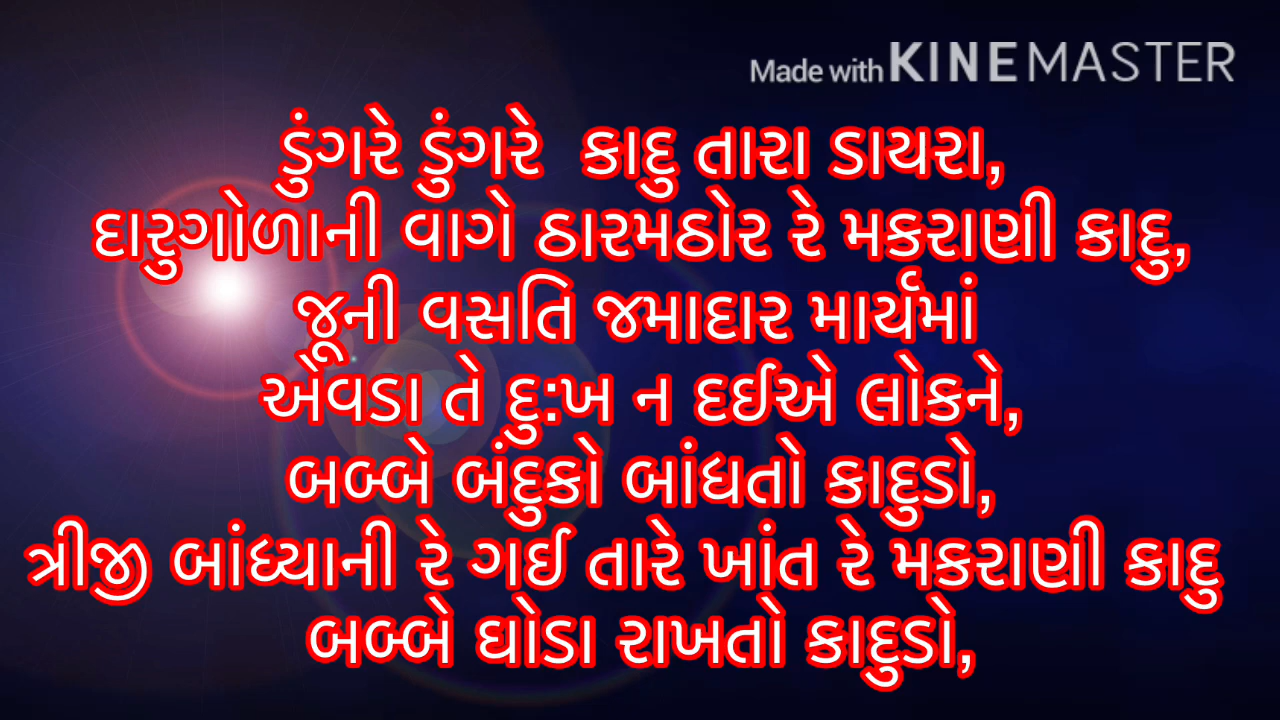 Made with KINEMASTER
ડુંગરે ડુંગરે કાદુ તારા ડાયરા,
દારુગોળાની વાગે ઠારમઠોર રે મકરાણી કાદુ,
જૂની વસતિ જમાદાર માર્યંમાં
એવડા તે દુ:ખ ન દઈએ લોકને,
બબ્બે બંદુકો બાંધતો કાદુડો,
ત્રીજી બાંધ્યાની રે ગઈ તારે ખાંત રે મકરાણી કાદુ
બબ્બે ઘોડા રાખતો કાદુડો,